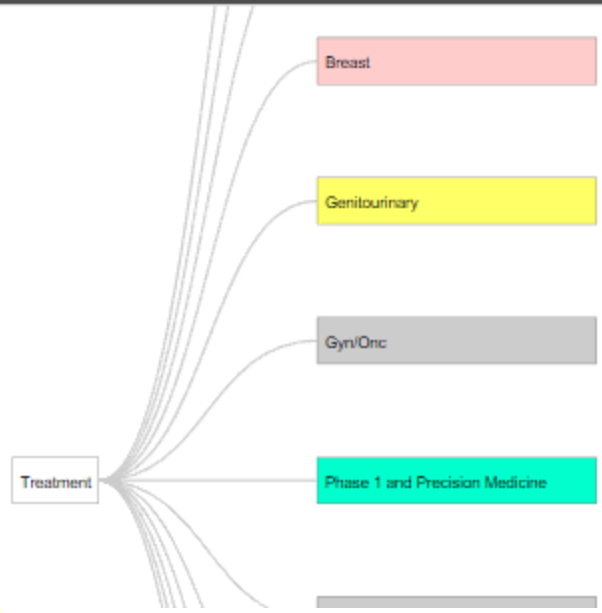 Breast
Genitourinary
Gyn/Onc
Treatment
Phase 1 and Precision Medicine